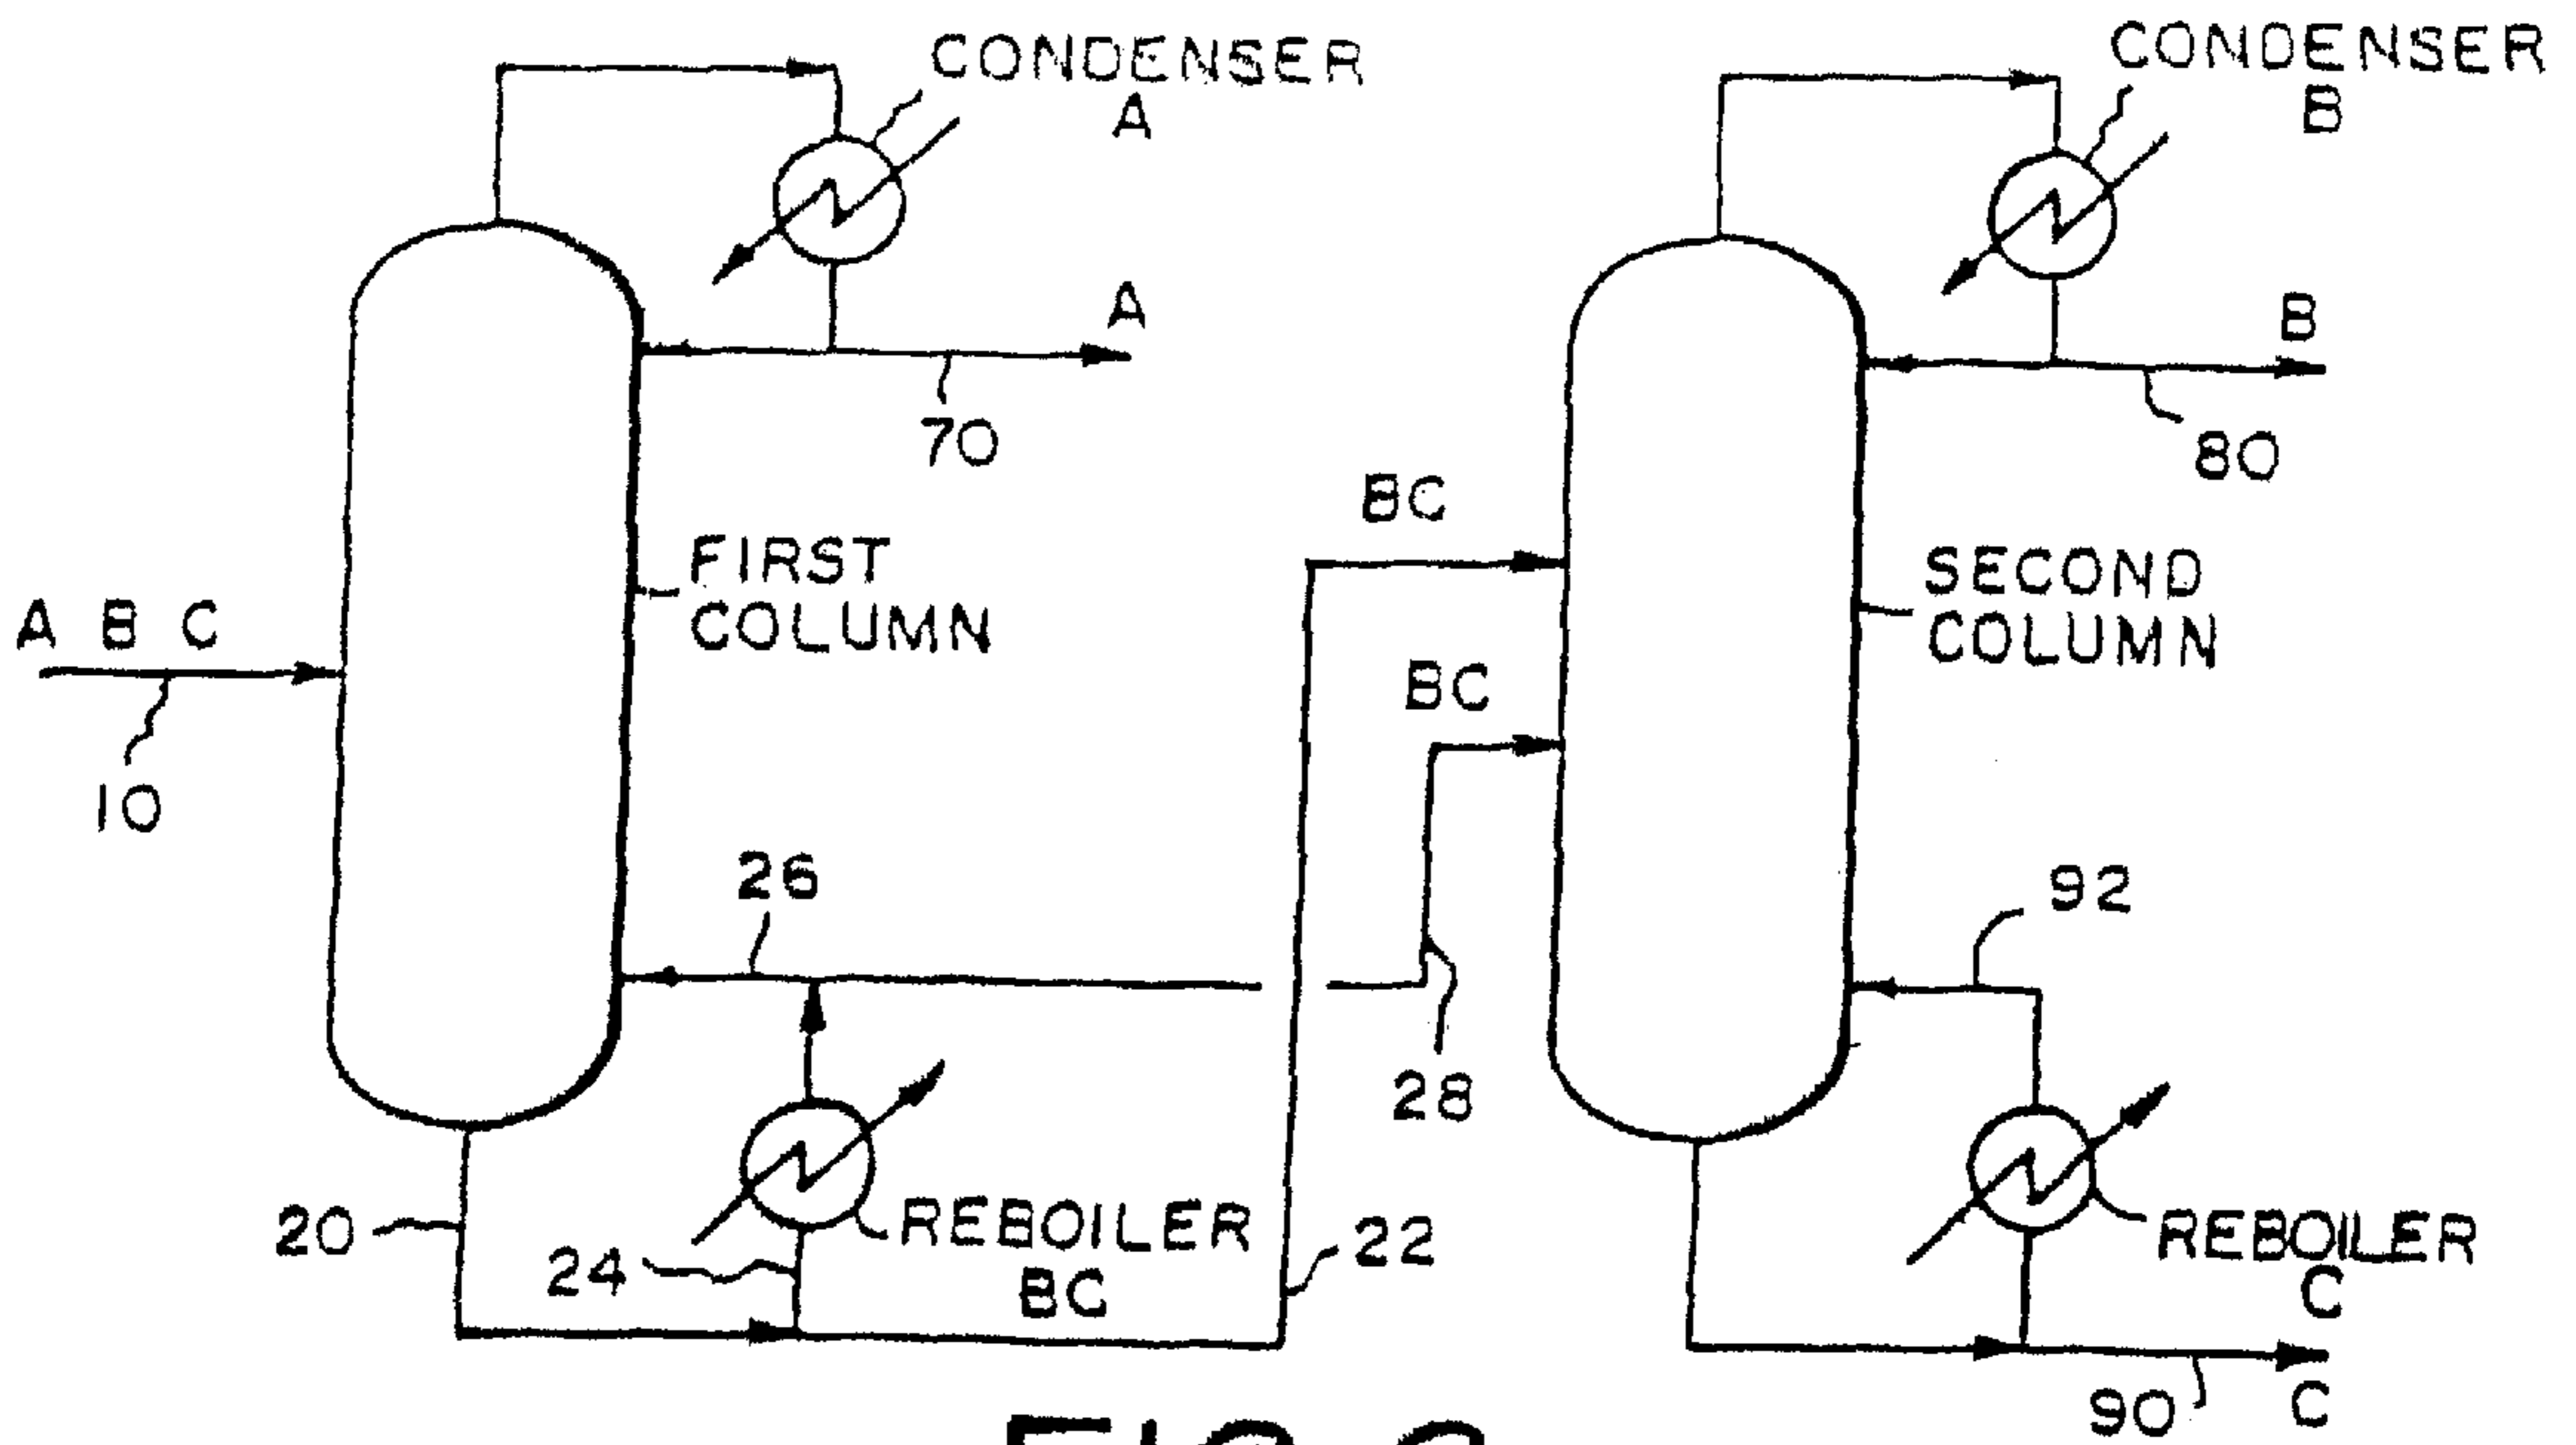 CONDENSER
A
CONDENSER
B
A
70
B
80
BC
FIRST
COLUMN
SECOND
COLUMN
A B C
10
BC
26
92
28
20
24
REBOILER
BC
22
REBOILER
C
90
C